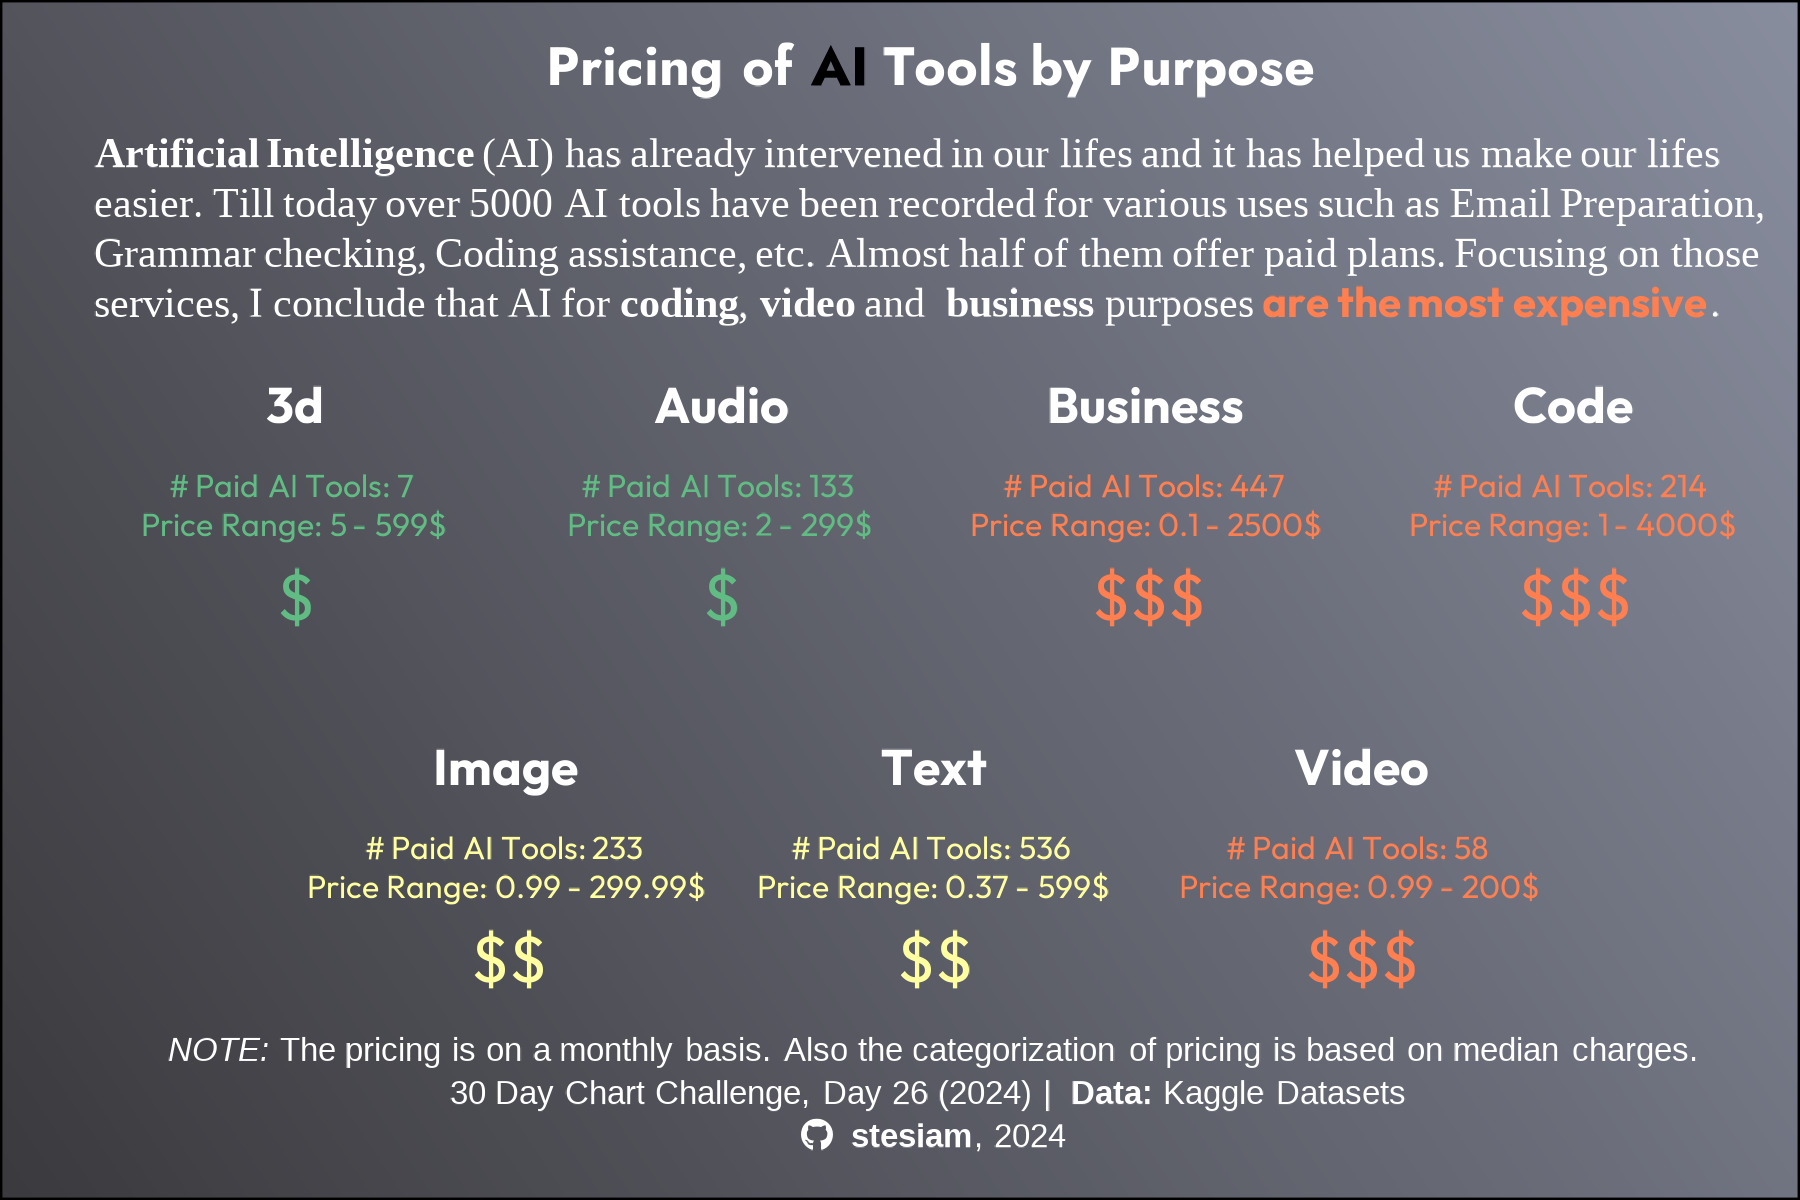 Pricing of AI Tools by Purpose
Artificial Intelligence (AI) has already intervened in our lifes and it has helped us make our lifes
easier. Till today over 5000 AI tools have been recorded for various uses such as Email Preparation,
Grammar checking, Coding assistance, etc. Almost half of them offer paid plans. Focusing on those
services, I conclude that AI for coding, video and business purposes are the most expensive.
3d
# Paid AI Tools: 7
Price Range: 5 - 599$
$
Audio
# Paid AI Tools: 133
Price Range: 2 - 299$
$
Business
# Paid AI Tools: 447
Price Range: 0.1 - 2500$
$$$
Code
# Paid AI Tools: 214
Price Range: 1 - 4000$
$$$
Image
# Paid AI Tools: 233
Price Range: 0.99 - 299.99$
$$
Text
# Paid AI Tools: 536
Price Range: 0.37 - 599$
$$
Video
# Paid AI Tools: 58
Price Range: 0.99 - 200$
$$$
NOTE: The pricing is on a monthly basis. Also the categorization of pricing is based on median charges.
30 Day Chart Challenge, Day 26 (2024) | Data: Kaggle Datasets
stesiam, 2024